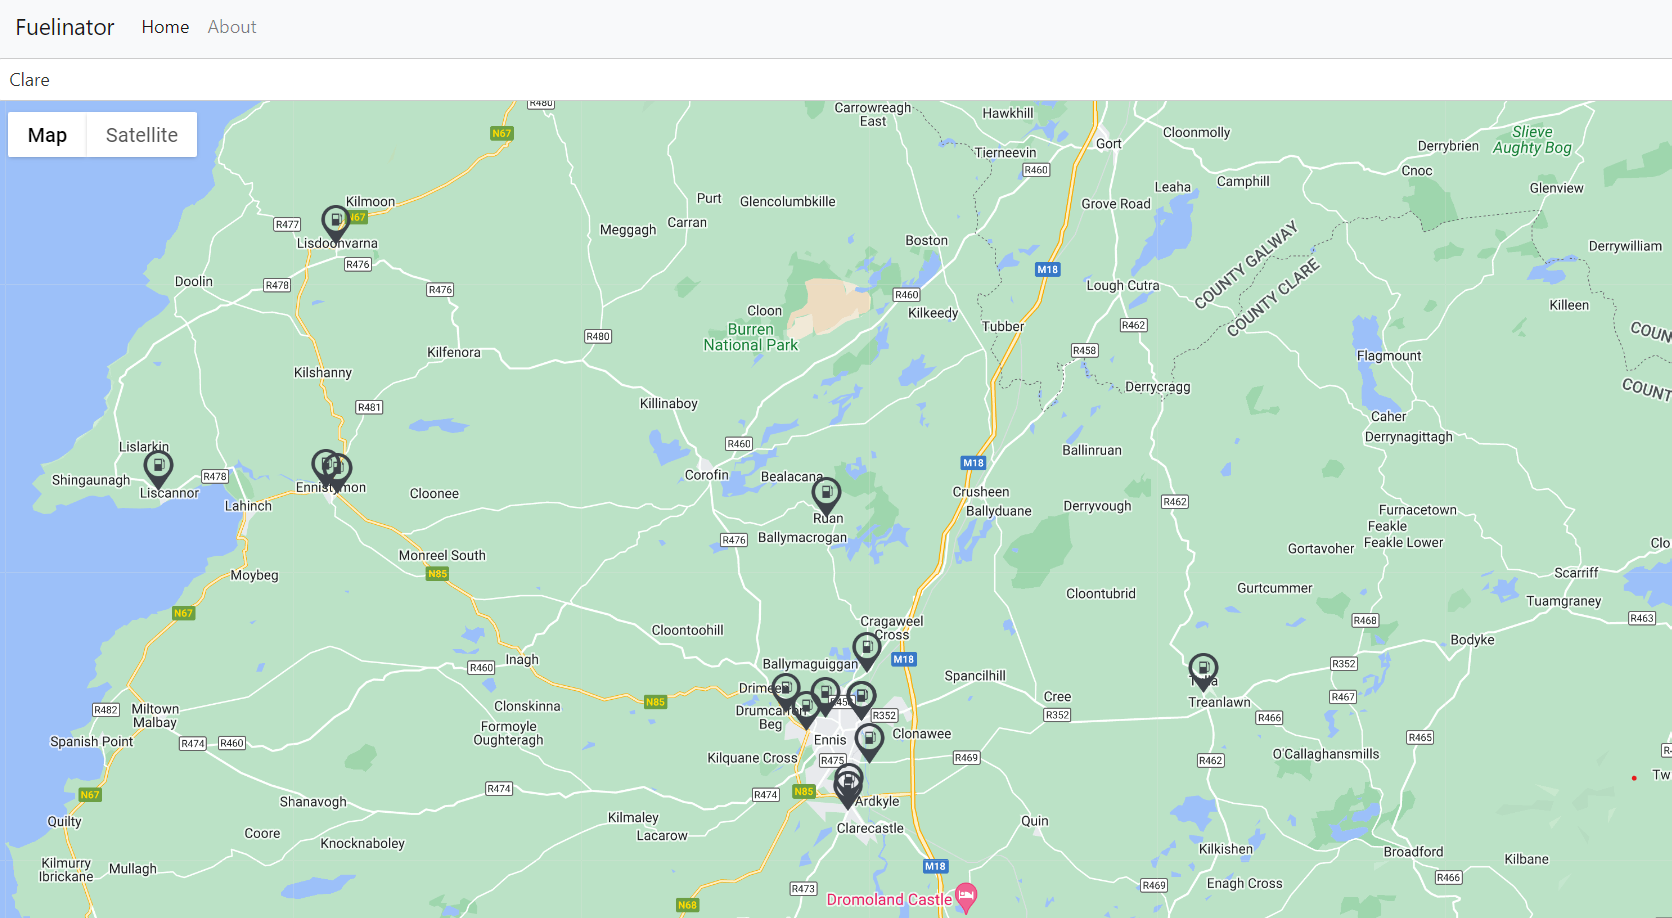 Fuelinator Home About
Clare
Map Satellite
R480
Carrowreagh
East
Hawkhill
N67
Cloonmolly
Slieve
Aughty Bog
Gort
Derrybrien
Tierneevin
R460
Cnoc
Camphill
Leaha
Glenview
Kilmoon
Purt
Glencolumbkille
Grove Road
N67
R477
Carran
Meggagh
Lisdoonvarna
Boston
COUNTY GALWAY
Derrywilliam
R476
M18
COUNTY CLARE
Doolin
R478
R476
Lough Cutra
R460
Killeen
Cloon
Kilkeedy
Burren
National Park
Tubber
R462
R480
Kilfenora
R458
Flagmount
Kilshanny
Derrycragg
Killinaboy
R481
Caher
Derrynagittagh
Lislarkin
R460
Ballinruan
M18
Shingaunagh
R478
Corofin
Bealacana
Liscannor
Ennistymon
Cloonee
Crusheen
Lahinch
Ballyduane
Derryvough
R462
Furnacetown
Ruan
Feakle
Ballymacrogan
R476
Gortavoher
Feakle Lower
Monreel South
N85
Moybeg
Scarriff
Gurtcummer
Cloontubrid
Tuamgraney
N67
R463
Cragaweel
Cross
R468
Cloontoohill
Bodyke
Inagh
R460
Ballymaguiggan
M18
R352
Spancilhill
Drimeen
Cree
R467
N85
Treanlawn
R482
Miltown
Malbay
Clonskinna
Drumcarron
Beg
R352
R352
R466
Formoyle
Oughteragh
Spanish Point
R474
R460
Ennis
Clonawee
R465
Kilquane Cross
R475
R469
R462
O'Callaghansmills
N67
R474
R474
N85
Shanavogh
Ardkyle
Quilty
Kilmaley
Clarecastle
Quin
Coore
Lacarow
Knocknaboley
Kilkishen
Broadford
Kilmurry
Ibrickane
Mullagh
M18
Kilbane
R473
R469
Enagh Cross
R466
Dromoland Castle
N68